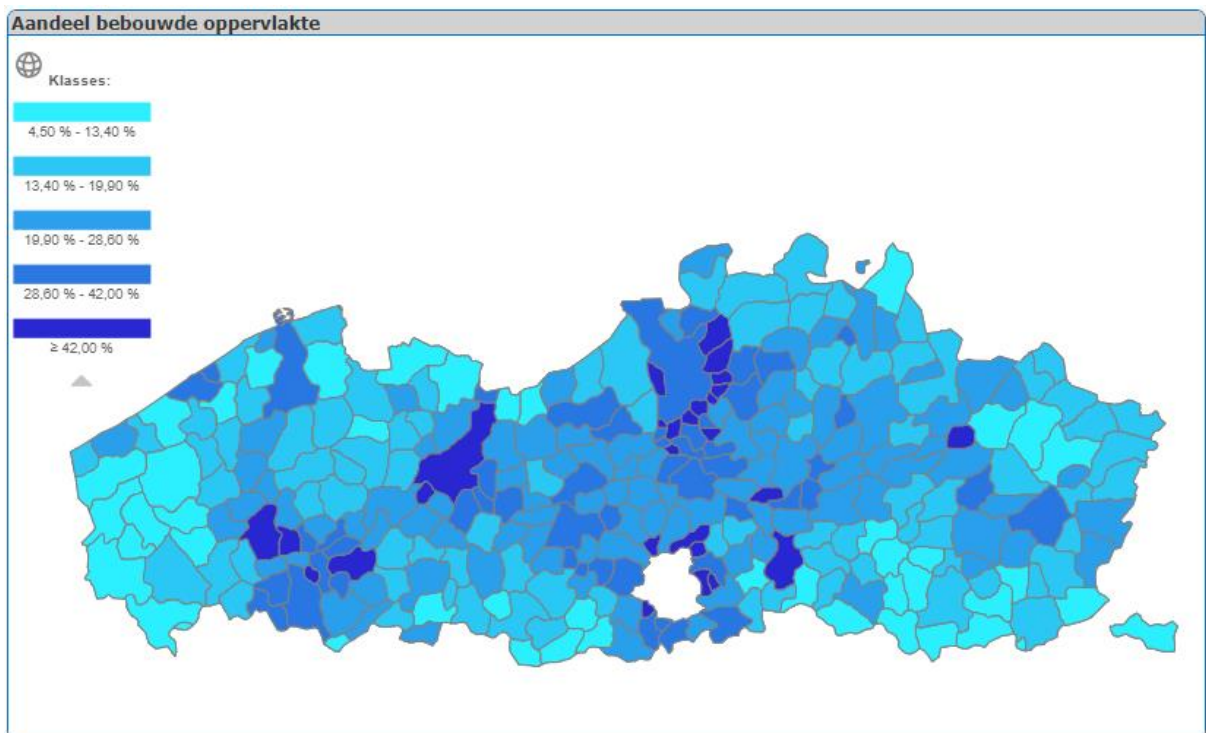 Aandeel bebouwde oppervlakte
Klasses:
4,50 % - 13,40 %
13,40 % - 19,90 %
19,90 % - 28,60 %
28,60 % - 42,00 %
≥ 42,00 %